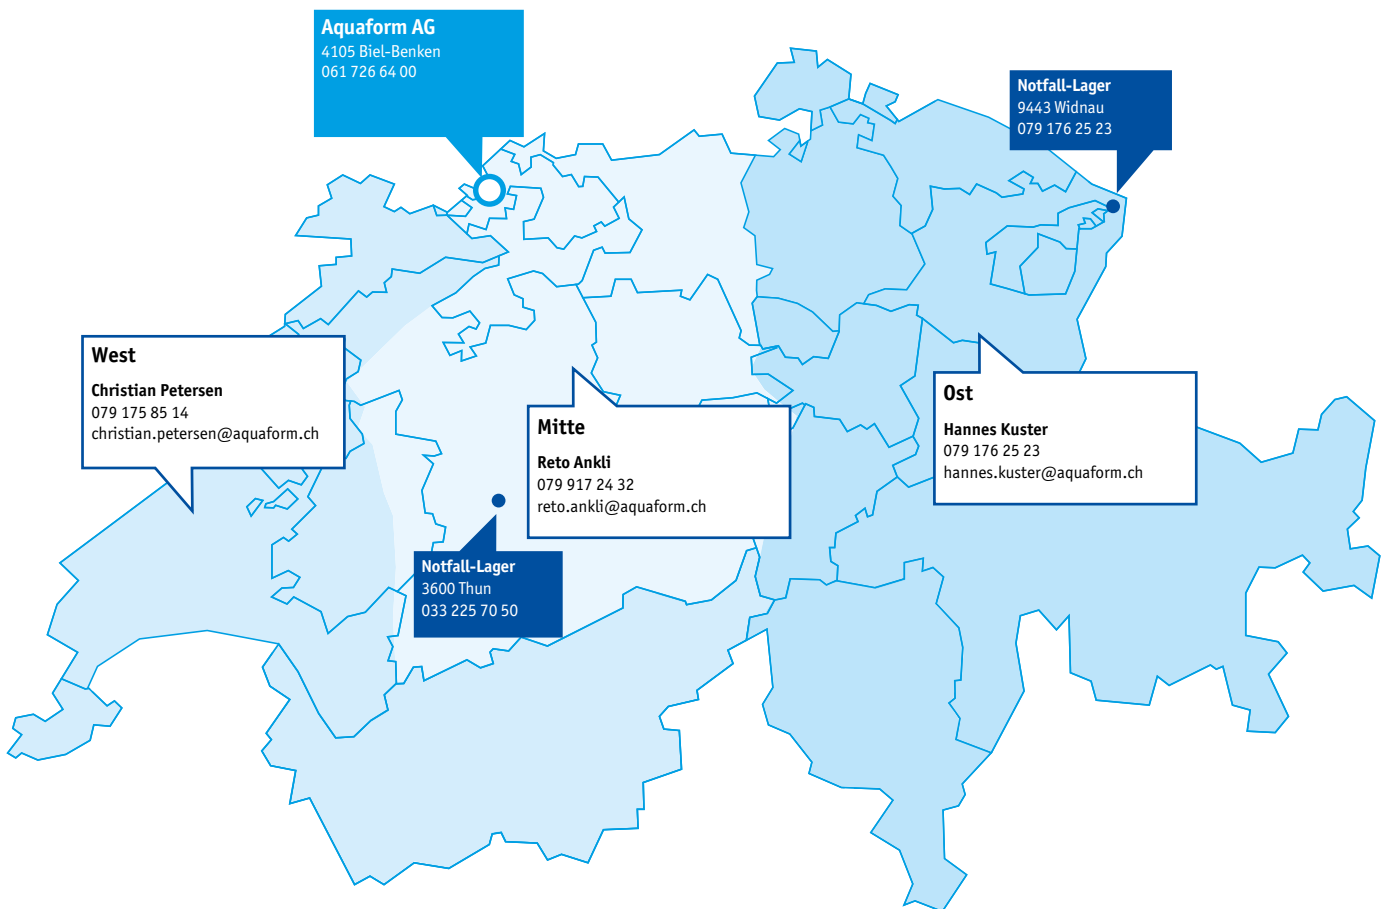 Aquaform AG
4105 Biel-Benken
061 726 64 00
Notfall-Lager
9443 Widnau
079 176 25 23
West
Christian Petersen
079 175 85 14
christian.petersen@aquaform.ch
Mitte
Reto Ankli
079 917 24 32
reto.ankli@aquaform.ch
Ost
Hannes Kuster
079 176 25 23
hannes.kuster@aquaform.ch
Notfall-Lager
3600 Thun
033 225 70 50